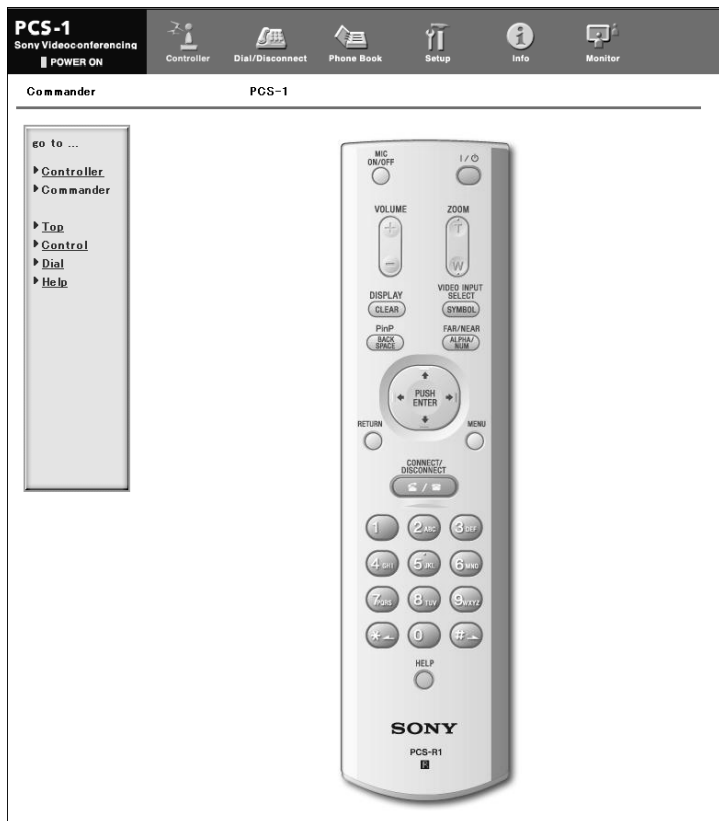 PCS-1
Sony Videoconferencing
POWER ON
Controller
Dial/Disconnect
Phone Book
Setup
Info
Monitor
Commander
PCS-1
go to ...
Controller
Commander
Top
Control
Dial
Help
MIC
ON/OFF
I / ⏻
VOLUME
ZOOM
+
T
−
W
DISPLAY
VIDEO INPUT
SELECT
CLEAR
SYMBOL
PinP
FAR/NEAR
BACK
SPACE
ALPHA/
NUM
PUSH
ENTER
RETURN
MENU
CONNECT/
DISCONNECT
/
1 2 ABC 3 DEF
4 GHI 5 JKL 6 MNO
7 PQRS 8 TUV 9 WXYZ
* 0 #
HELP
SONY
PCS-R1
R